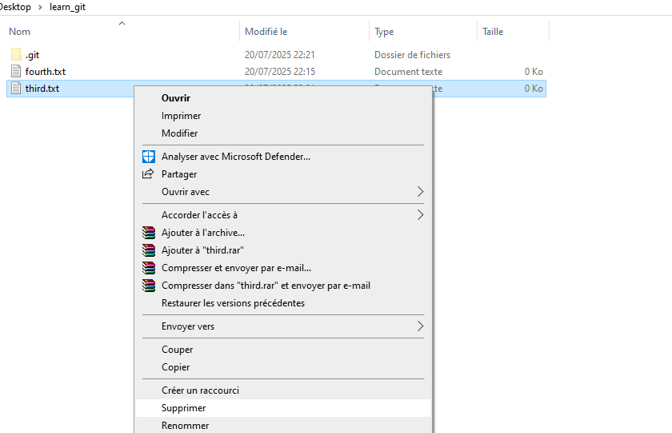 Desktop > learn_git
Nom Modifié le Type Taille
.git 20/07/2025 22:21 Dossier de fichiers
fourth.txt 20/07/2025 22:15 Document texte 0 Ko
third.txt 0 Ko
Ouvrir
Imprimer
Modifier
Analyser avec Microsoft Defender...
Partager
Ouvrir avec
Accorder l'accès à
Ajouter à l'archive...
Ajouter à "third.rar"
Compresser et envoyer par e-mail...
Compresser dans "third.rar" et envoyer par e-mail
Restaurer les versions précédentes
Envoyer vers
Couper
Copier
Créer un raccourci
Supprimer
Renommer